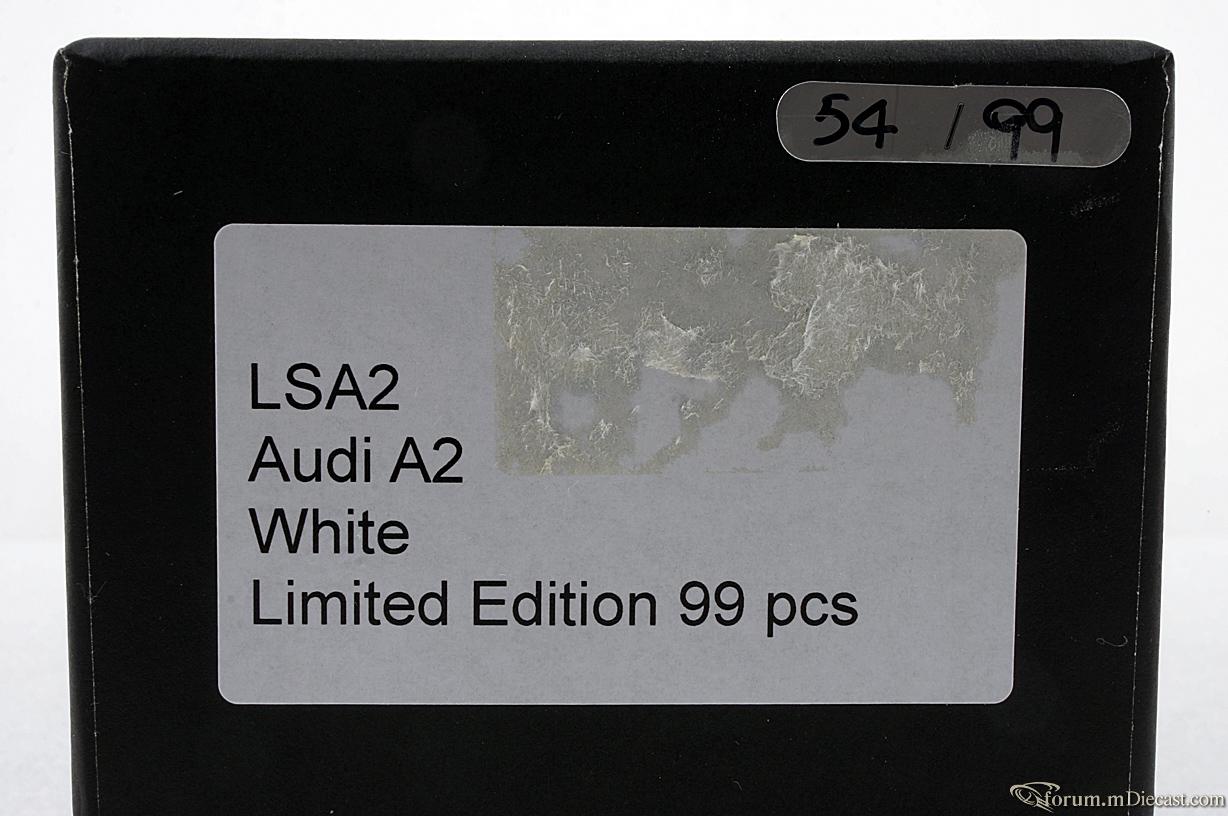 54 / 99
LSA2
Audi A2
White
Limited Edition 99 pcs
forum.mDiecast.com